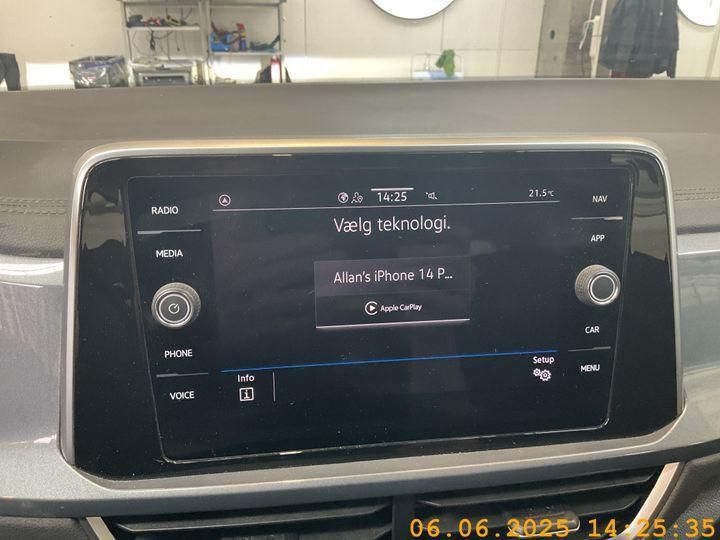 14:25
21.5°C
RADIO
MEDIA
PHONE
VOICE
Vælg teknologi.
Allan's iPhone 14 P...
Apple CarPlay
Info
Setup
NAV
APP
CAR
MENU
06.06.2025 14:25:35